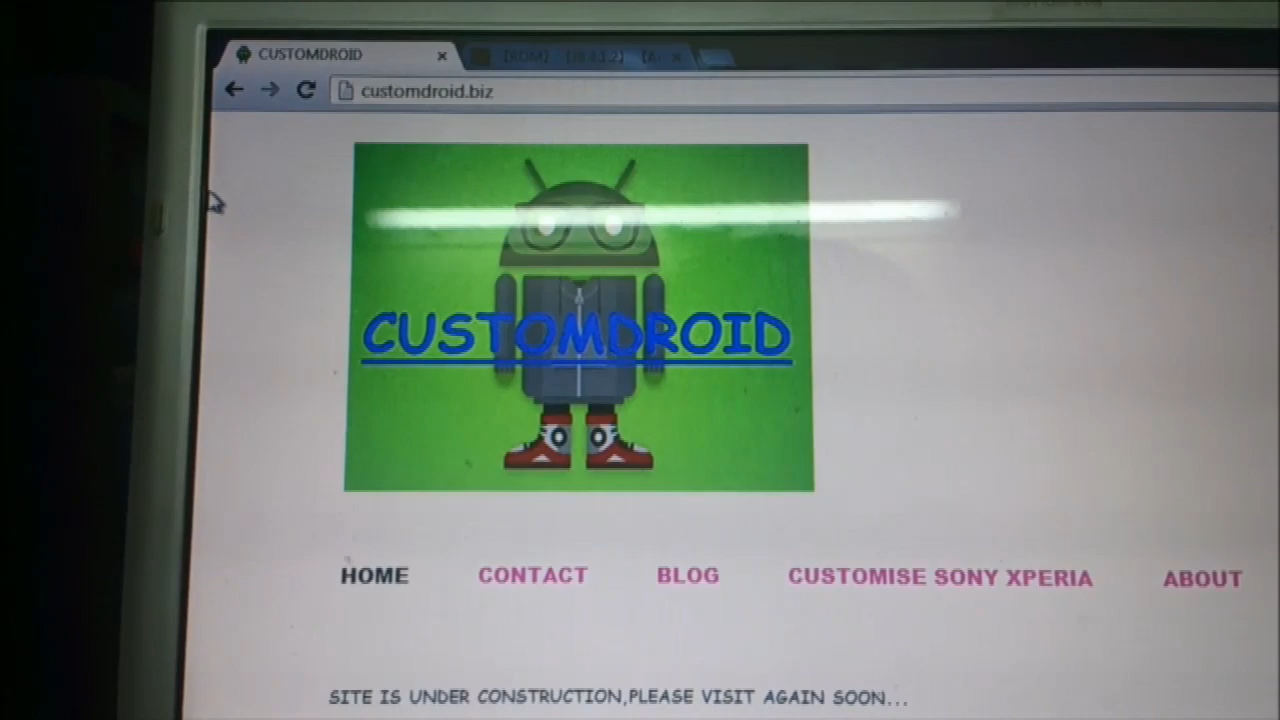 CUSTOMDROID
[ROM]
customdroid.biz
CUSTOMDROID
HOME CONTACT BLOG CUSTOMISE SONY XPERIA ABOUT
SITE IS UNDER CONSTRUCTION,PLEASE VISIT AGAIN SOON...